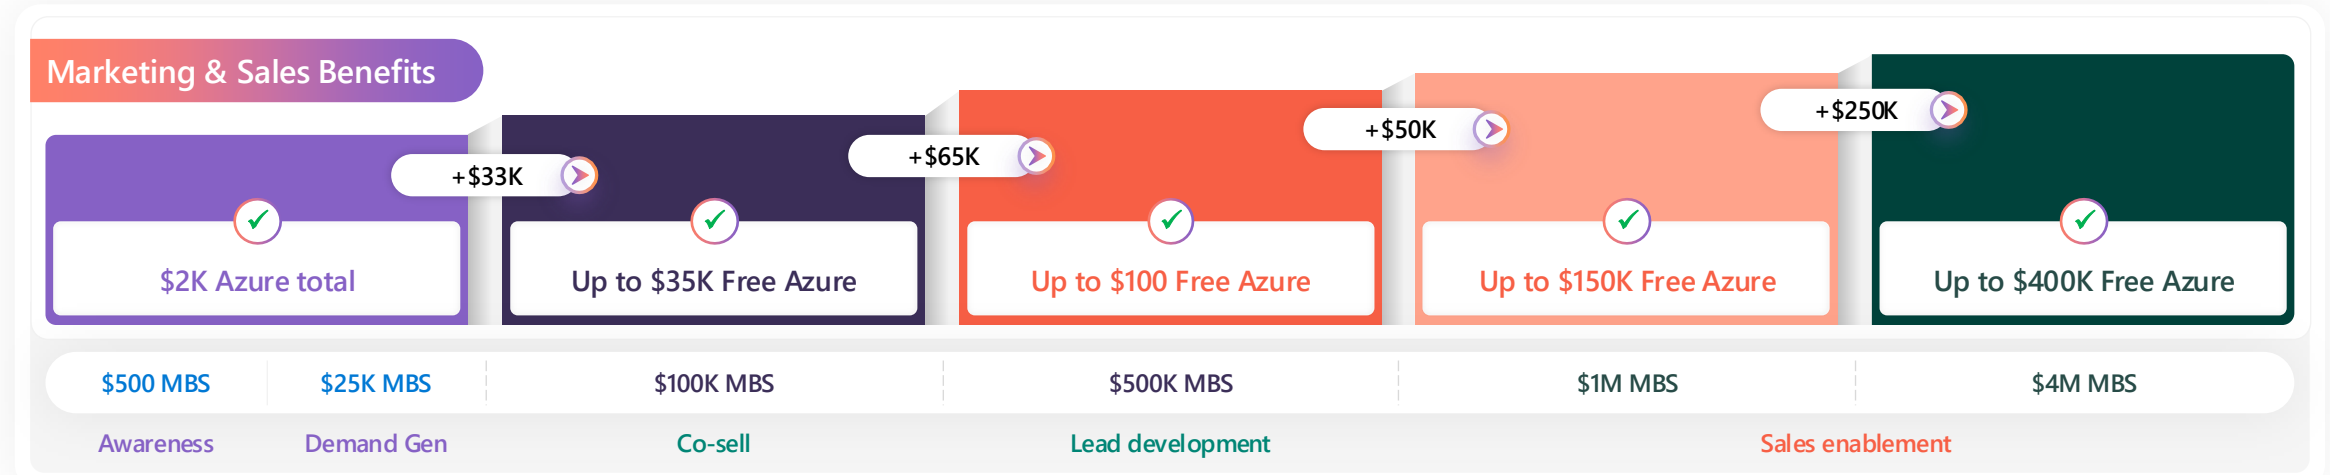 Marketing & Sales Benefits
+$33K
+$65K
+$50K
+$250K
$2K Azure total
Up to $35K Free Azure
Up to $100 Free Azure
Up to $150K Free Azure
Up to $400K Free Azure
$500 MBS
$25K MBS
$100K MBS
$500K MBS
$1M MBS
$4M MBS
Awareness
Demand Gen
Co-sell
Lead development
Sales enablement